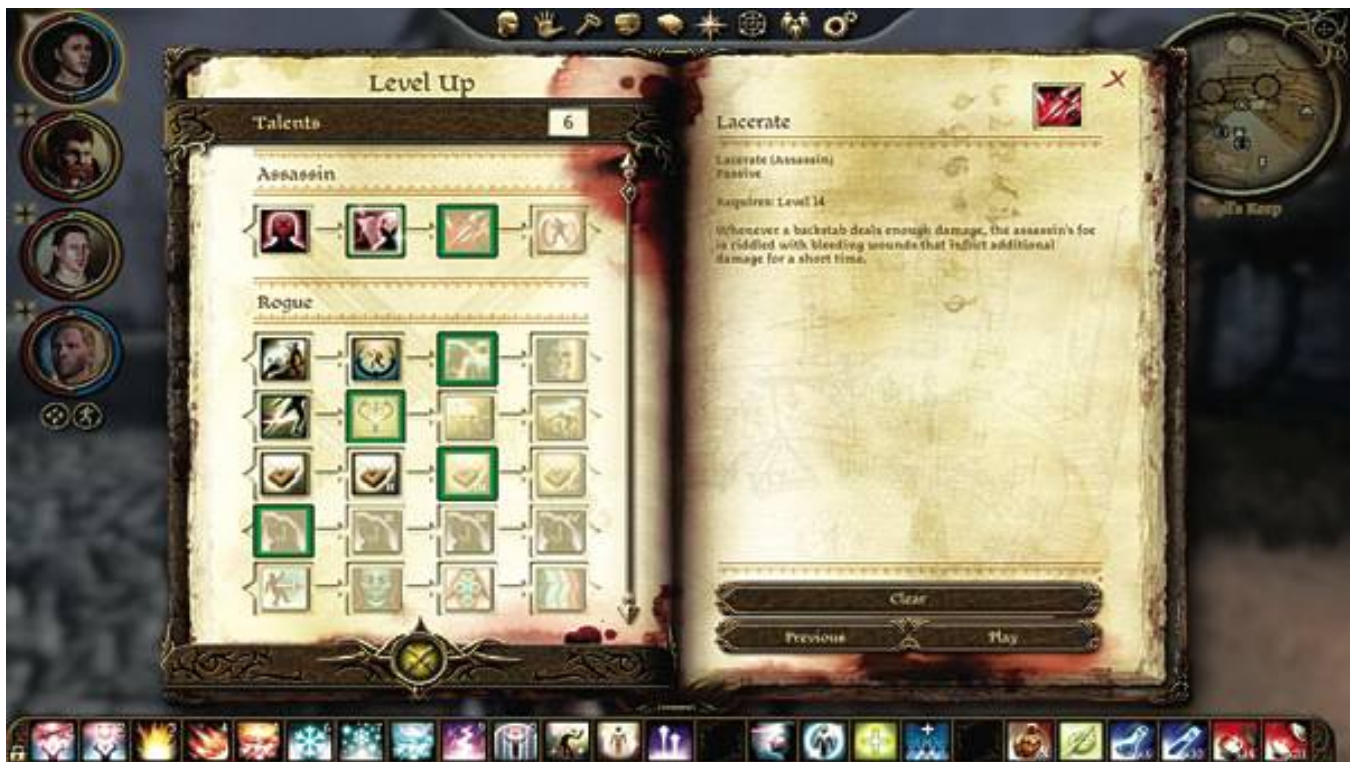 Level Up
Talents
6
Assassin
Rogue
Lacerate
Lacerate (Assassin)
Passive
Requires: Level 14
Whenever a backstab deals enough damage, the assassin's foe
is riddled with bleeding wounds that inflict additional
damage for a short time.
Clear
Previous
Play
Keep